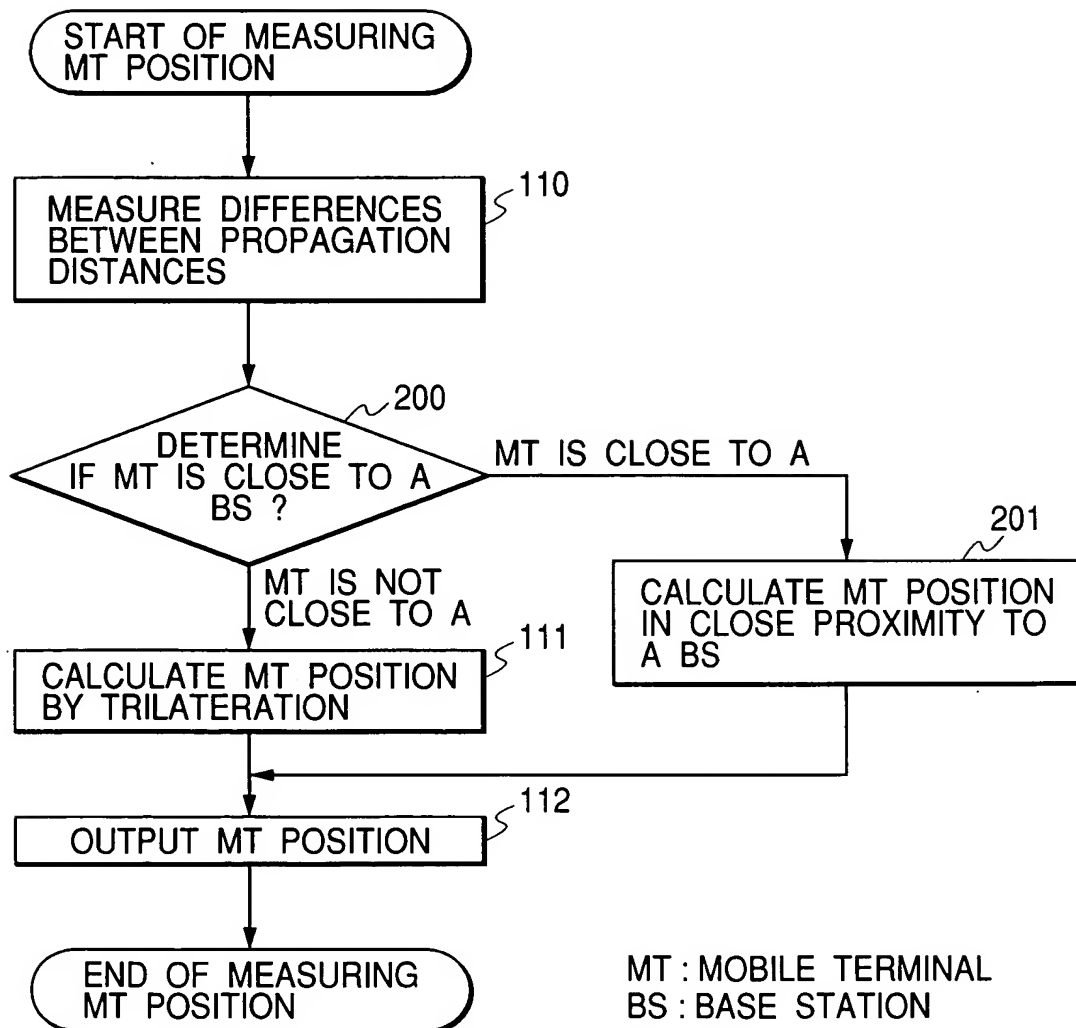 START OF MEASURING
MT POSITION
110
MEASURE DIFFERENCES
BETWEEN PROPAGATION
DISTANCES
200
DETERMINE
IF MT IS CLOSE TO A
BS ?
MT IS CLOSE TO A
201
CALCULATE MT POSITION
IN CLOSE PROXIMITY TO
A BS
MT IS NOT
CLOSE TO A
111
CALCULATE MT POSITION
BY TRILATERATION
112
OUTPUT MT POSITION
END OF MEASURING
MT POSITION
MT : MOBILE TERMINAL
BS : BASE STATION